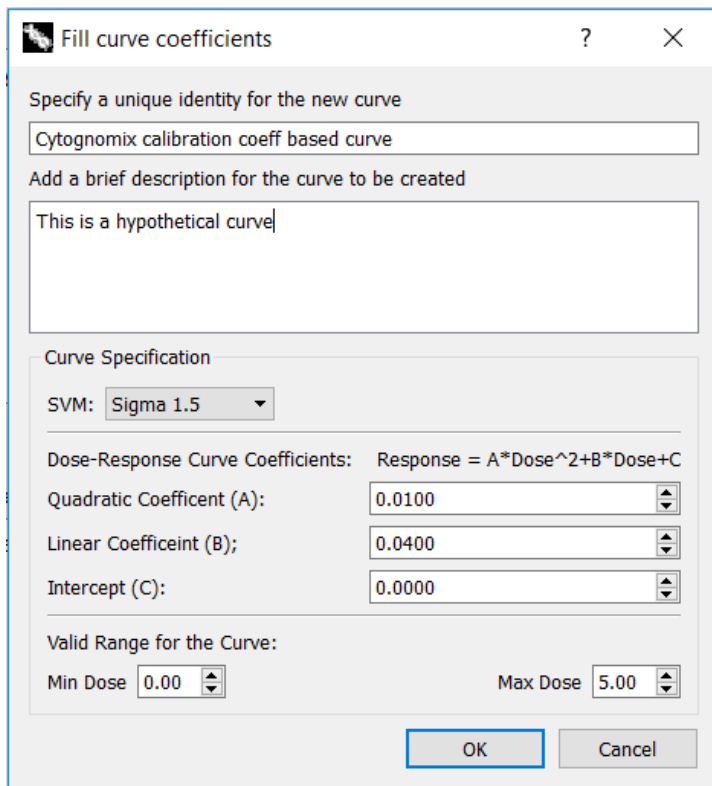 Fill curve coefficients ?
Specify a unique identity for the new curve
Cytognomix calibration coeff based curve
Add a brief description for the curve to be created
This is a hypothetical curve
Curve Specification
SVM: Sigma 1.5
Dose-Response Curve Coefficients: Response = A*Dose^2+B*Dose+C
Quadratic Coefficent (A): 0.0100
Linear Coefficeint (B); 0.0400
Intercept (C): 0.0000
Valid Range for the Curve:
Min Dose 0.00 Max Dose 5.00
OK Cancel